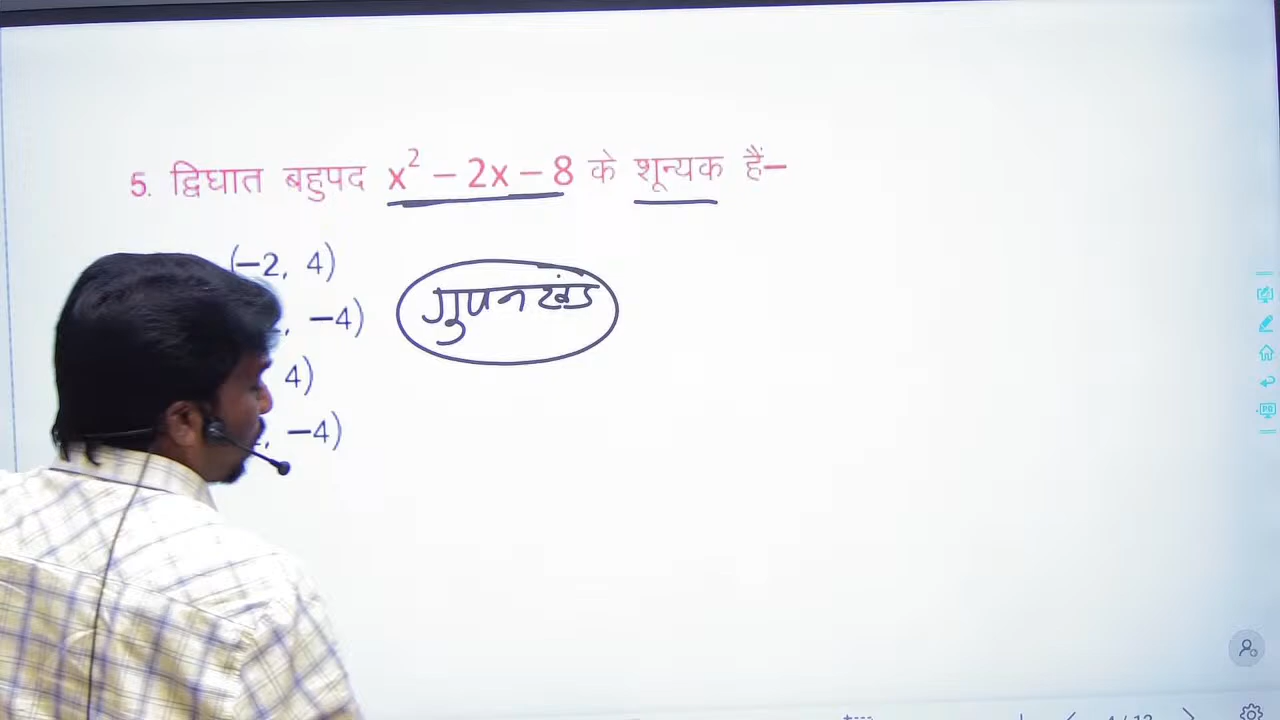 5. द्विघात बहुपद x² – 2x – 8 के शून्यक हैं–
(–2, 4)
गुणनखंड
, –4)
4)
, –4)